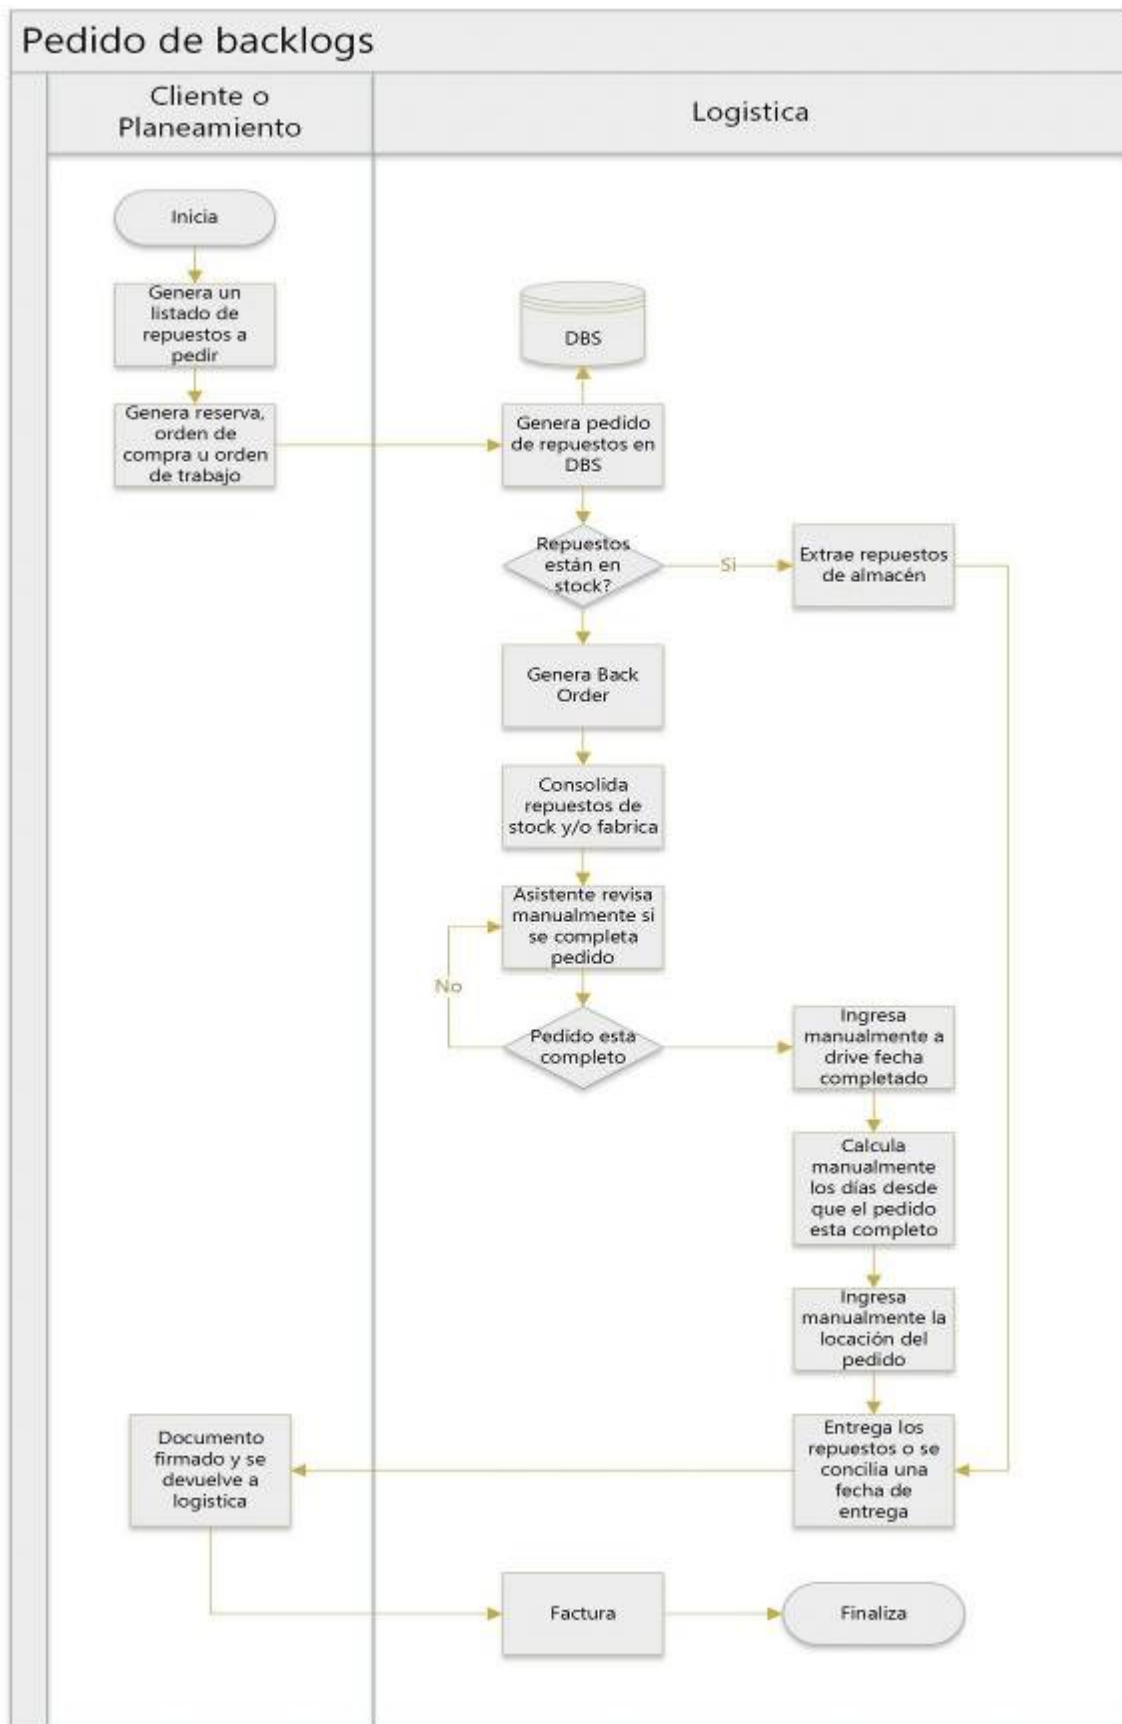 Pedido de backlogs
Cliente o
Planeamiento
Logistica
Inicia
Genera un
listado de
repuestos a
pedir
DBS
Genera reserva,
orden de
compra u orden
de trabajo
Genera pedido
de repuestos en
DBS
Repuestos
están en
stock?
Si
Extrae repuestos
de almacén
Genera Back
Order
Consolida
repuestos de
stock y/o fabrica
Asistente revisa
manualmente si
se completa
pedido
No
Pedido esta
completo
Ingresa
manualmente a
drive fecha
completado
Calcula
manualmente
los días desde
que el pedido
esta completo
Ingresa
manualmente la
locación del
pedido
Entrega los
repuestos o se
concilia una
fecha de
entrega
Documento
firmado y se
devuelve a
logistica
Factura
Finaliza